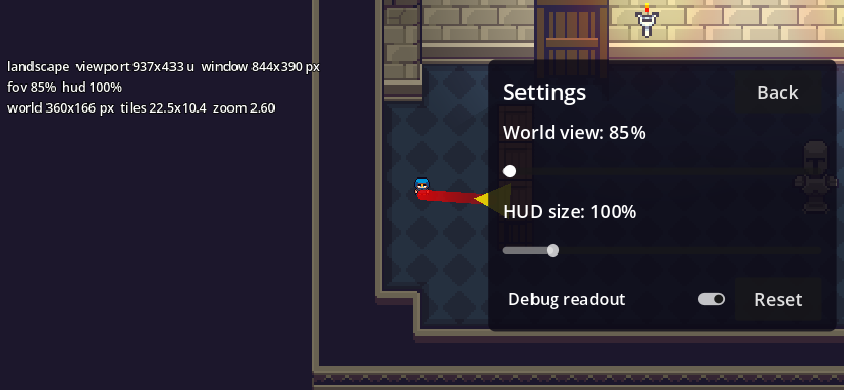 landscape viewport 937x433 u window 844x390 px
fov 85% hud 100%
world 360x166 px tiles 22.5x10.4 zoom 2.60
Settings
Back
World view: 85%
HUD size: 100%
Debug readout
Reset